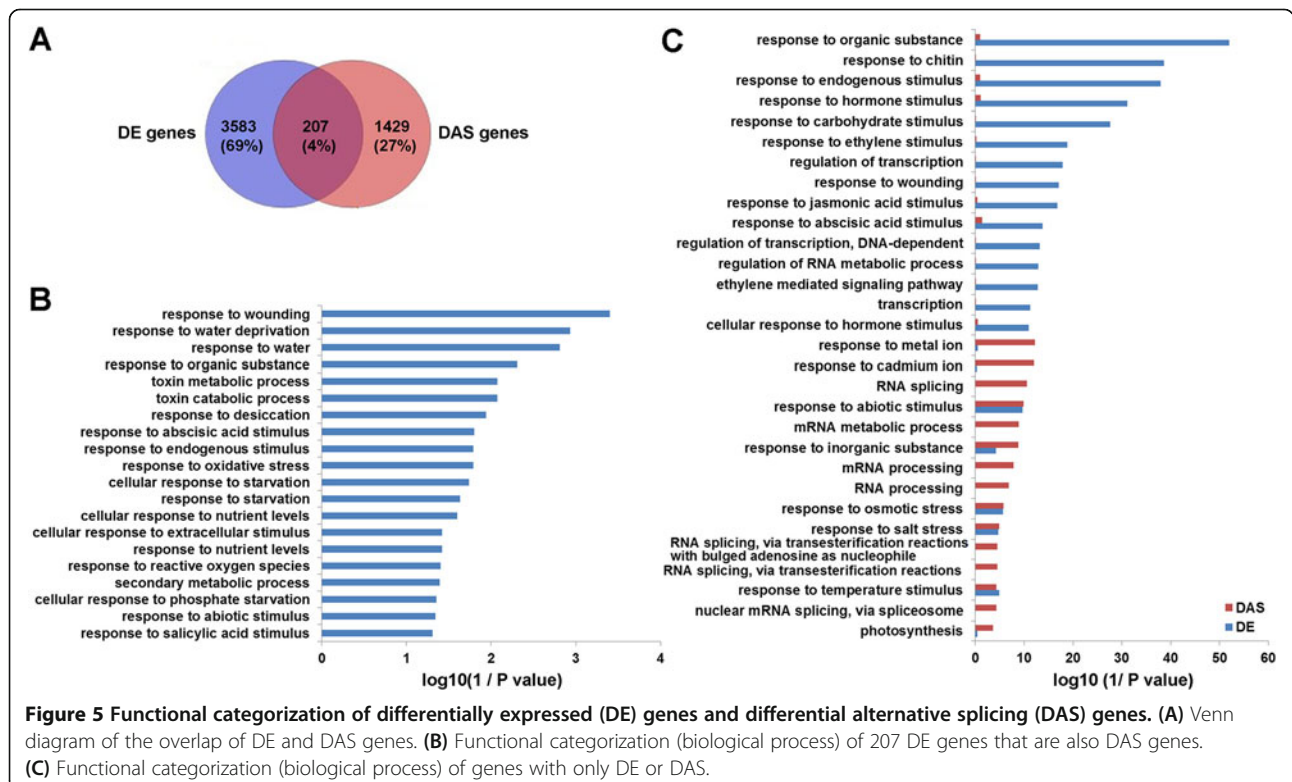 A
DE genes
3583
(69%)
207
(4%)
1429
(27%)
DAS genes
B
response to wounding
response to water deprivation
response to water
response to organic substance
toxin metabolic process
toxin catabolic process
response to desiccation
response to abscisic acid stimulus
response to endogenous stimulus
response to oxidative stress
cellular response to starvation
response to starvation
cellular response to nutrient levels
cellular response to extracellular stimulus
response to nutrient levels
response to reactive oxygen species
secondary metabolic process
cellular response to phosphate starvation
response to abiotic stimulus
response to salicylic acid stimulus
0 1 2 3 4
log10(1 / P value)
C
response to organic substance
response to chitin
response to endogenous stimulus
response to hormone stimulus
response to carbohydrate stimulus
response to ethylene stimulus
regulation of transcription
response to wounding
response to jasmonic acid stimulus
response to abscisic acid stimulus
regulation of transcription, DNA-dependent
regulation of RNA metabolic process
ethylene mediated signaling pathway
transcription
cellular response to hormone stimulus
response to metal ion
response to cadmium ion
RNA splicing
response to abiotic stimulus
mRNA metabolic process
response to inorganic substance
mRNA processing
RNA processing
response to osmotic stress
response to salt stress
RNA splicing, via transesterification reactions
with bulged adenosine as nucleophile
RNA splicing, via transesterification reactions
response to temperature stimulus
nuclear mRNA splicing, via spliceosome
photosynthesis
DAS
DE
0 10 20 30 40 50 60
log10 (1/ P value)
Figure 5 Functional categorization of differentially expressed (DE) genes and differential alternative splicing (DAS) genes. (A) Venn
diagram of the overlap of DE and DAS genes. (B) Functional categorization (biological process) of 207 DE genes that are also DAS genes.
(C) Functional categorization (biological process) of genes with only DE or DAS.